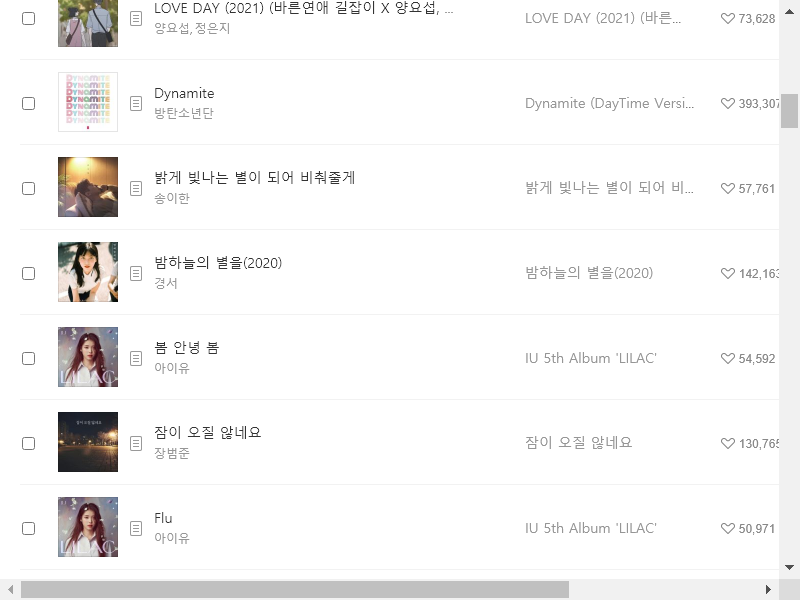 LOVE DAY (2021) (바른연애 길잡이 X 양요섭, ...
양요섭, 정은지
LOVE DAY (2021) (바른...
73,628
DYNAMITE
DYNAMITE
DYNAMITE
DYNAMITE
DYNAMITE
DYNAMITE
DYNAMITE
Dynamite
방탄소년단
Dynamite (DayTime Versi...
393,307
밝게 빛나는 별이 되어 비춰줄게
송이한
밝게 빛나는 별이 되어 비...
57,761
밤하늘의 별을(2020)
경서
밤하늘의 별을(2020)
142,163
LILAC
봄 안녕 봄
아이유
IU 5th Album 'LILAC'
54,592
잠이 오질 않네요
장범준
잠이 오질 않네요
130,765
LILAC
Flu
아이유
IU 5th Album 'LILAC'
50,971